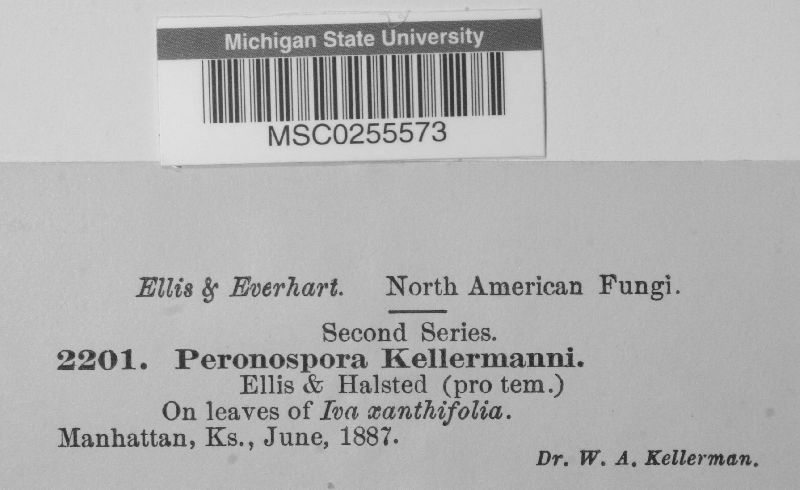 Michigan State University
MSC0255573
Ellis & Everhart. North American Fungi.
Second Series.
2201. Peronospora Kellermanni.
Ellis & Halsted (pro tem.)
On leaves of Iva xanthifolia.
Manhattan, Ks., June, 1887.
Dr. W. A. Kellerman.